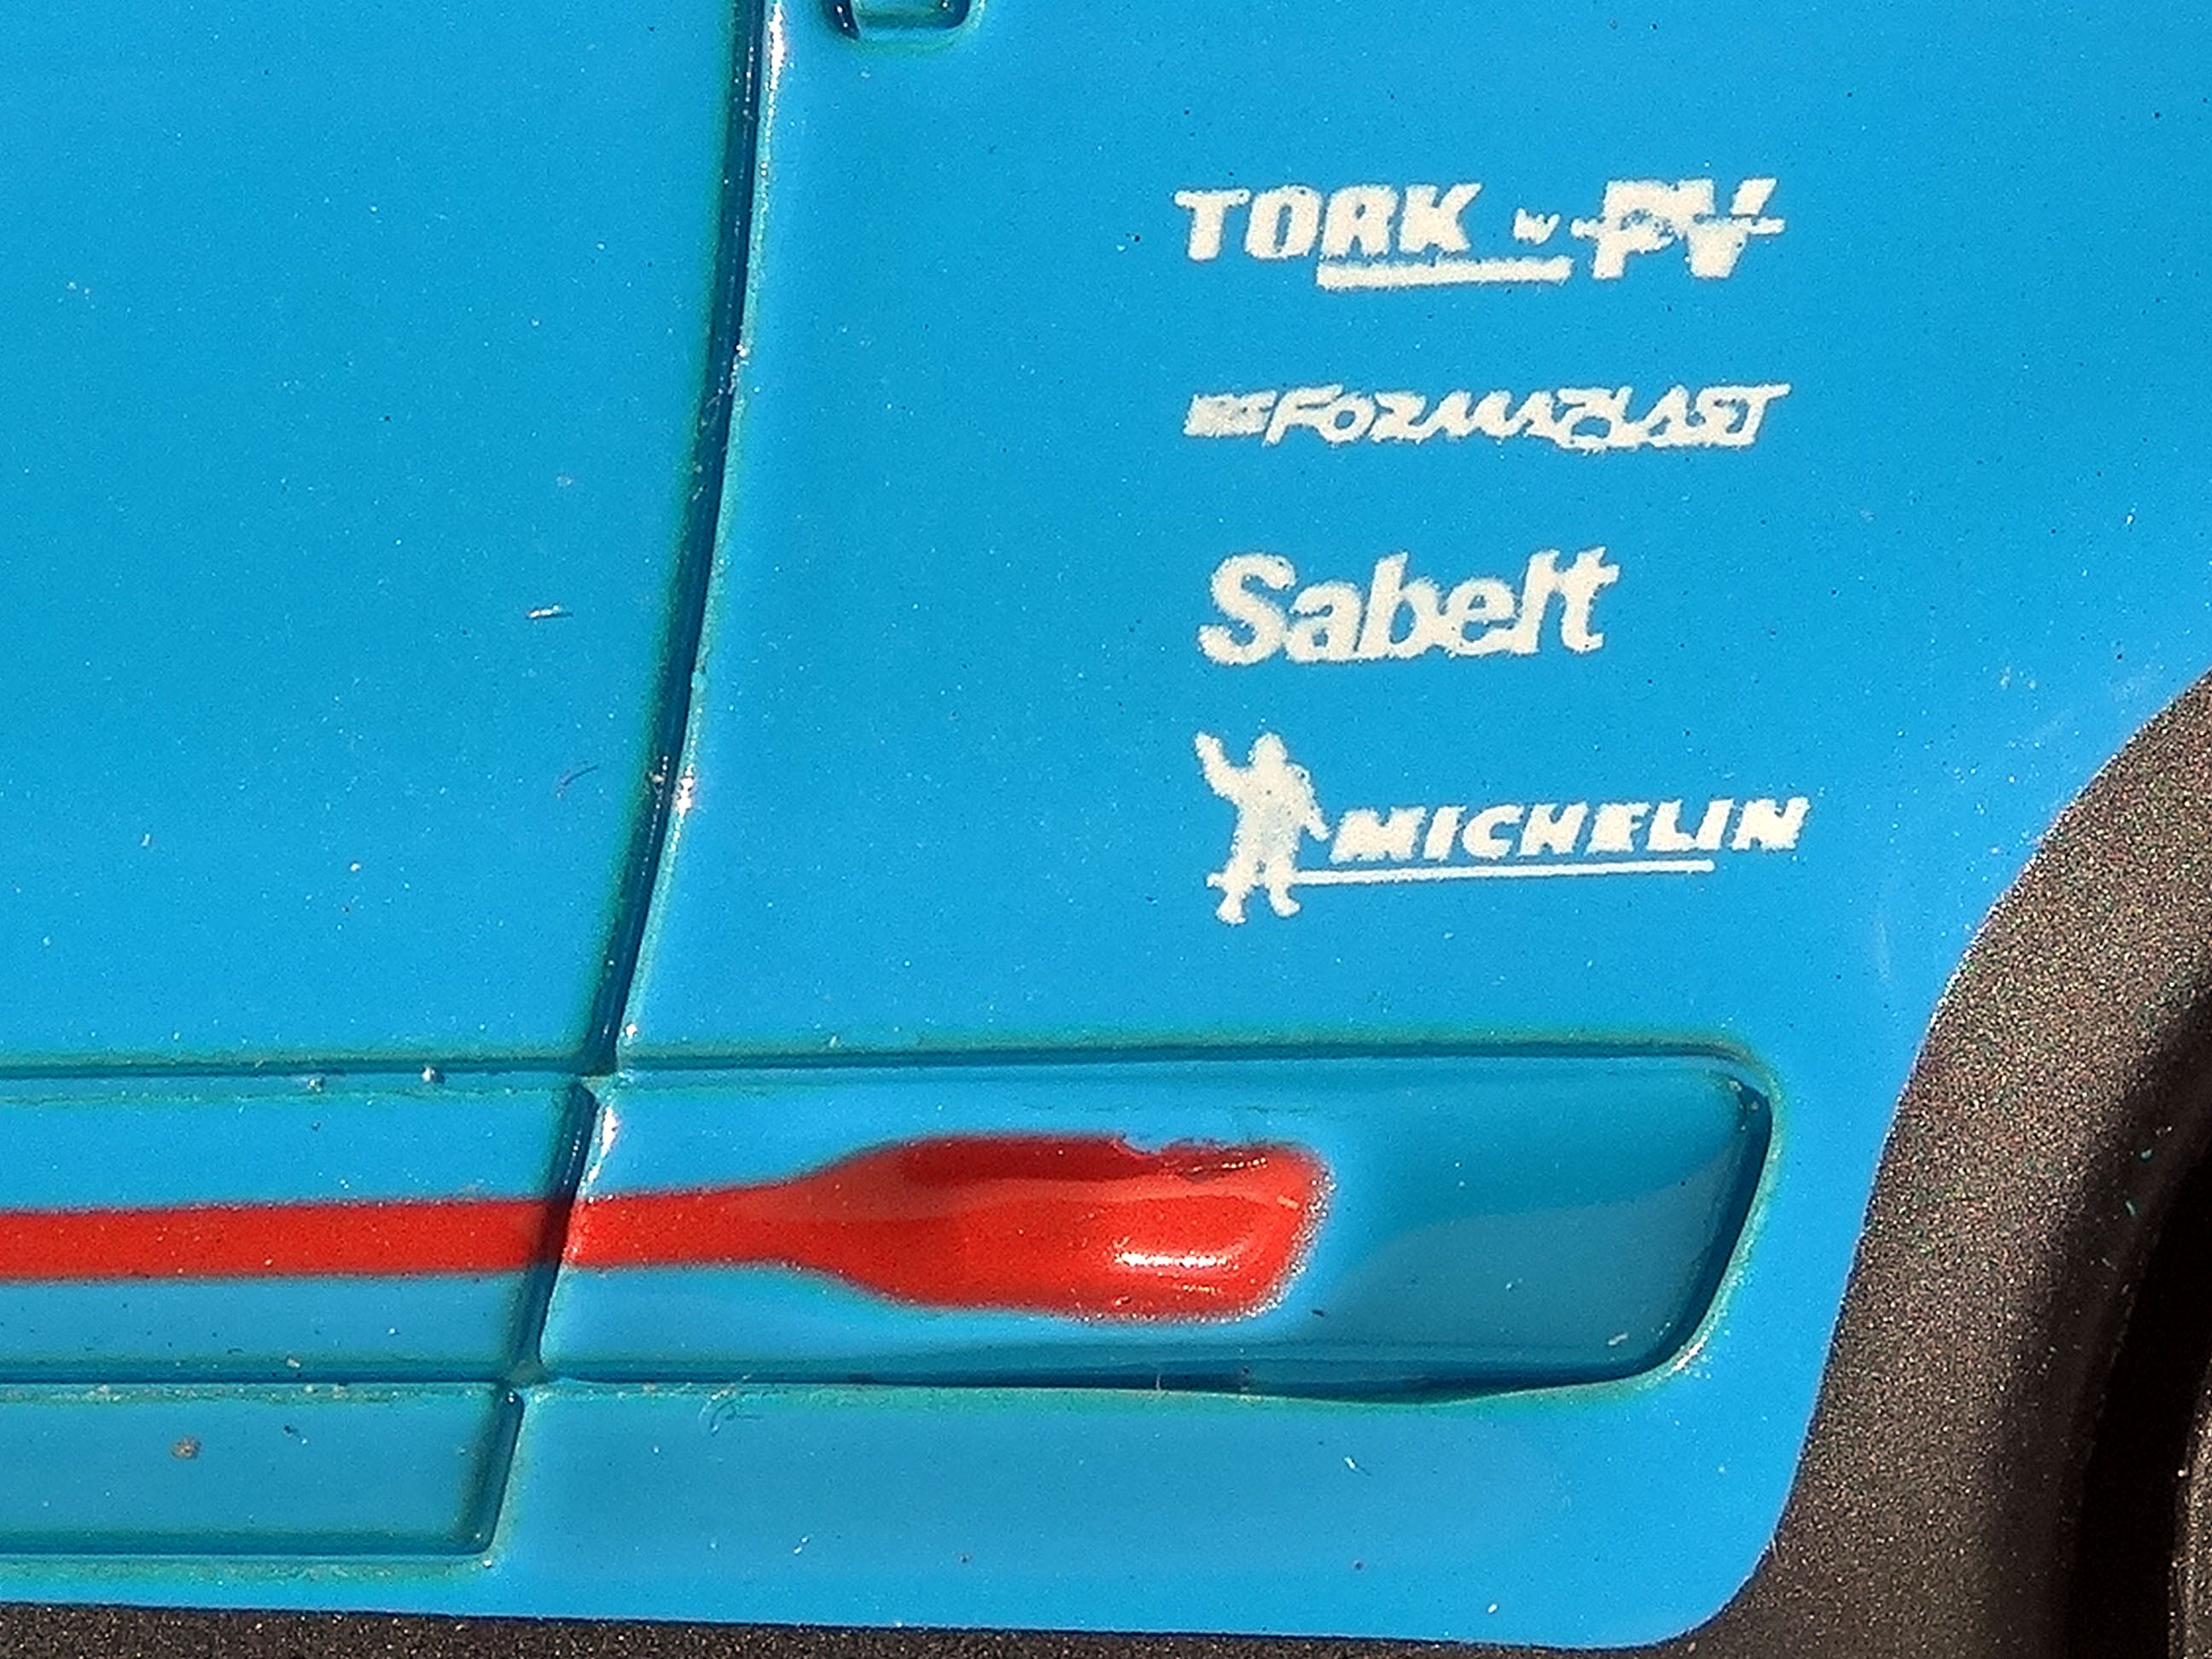 TORK PV
FORMAPLAST
Sabelt
MICHELIN